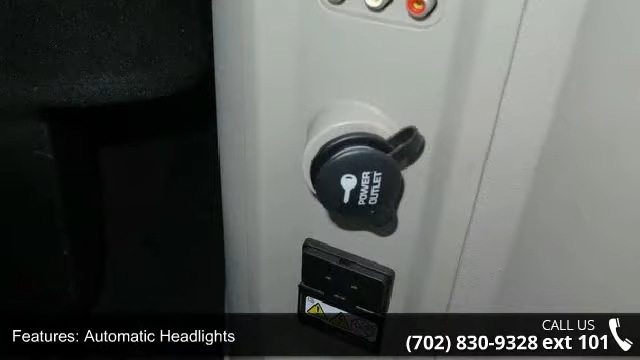 POWER
OUTLET
Features: Automatic Headlights
CALL US
(702) 830-9328 ext 101